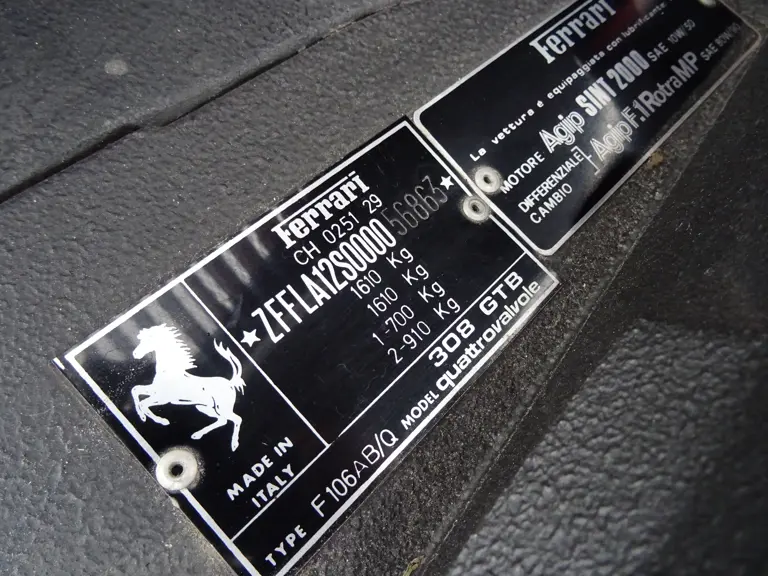 Ferrari
CH 0251 29
★ZFFLA12S000056863★
1610 Kg
1610 Kg
1-700 Kg
2-910 Kg
MADE IN
ITALY
TYPE F 106AB/Q MODEL 308 GTB
quattrovalvole
Ferrari
La vettura è equipaggiata con lubrificante:
MOTORE Agip SINT 2000 SAE 10W/50
DIFFERENZIALE
CAMBIO
Agip F.1 Rotra MP